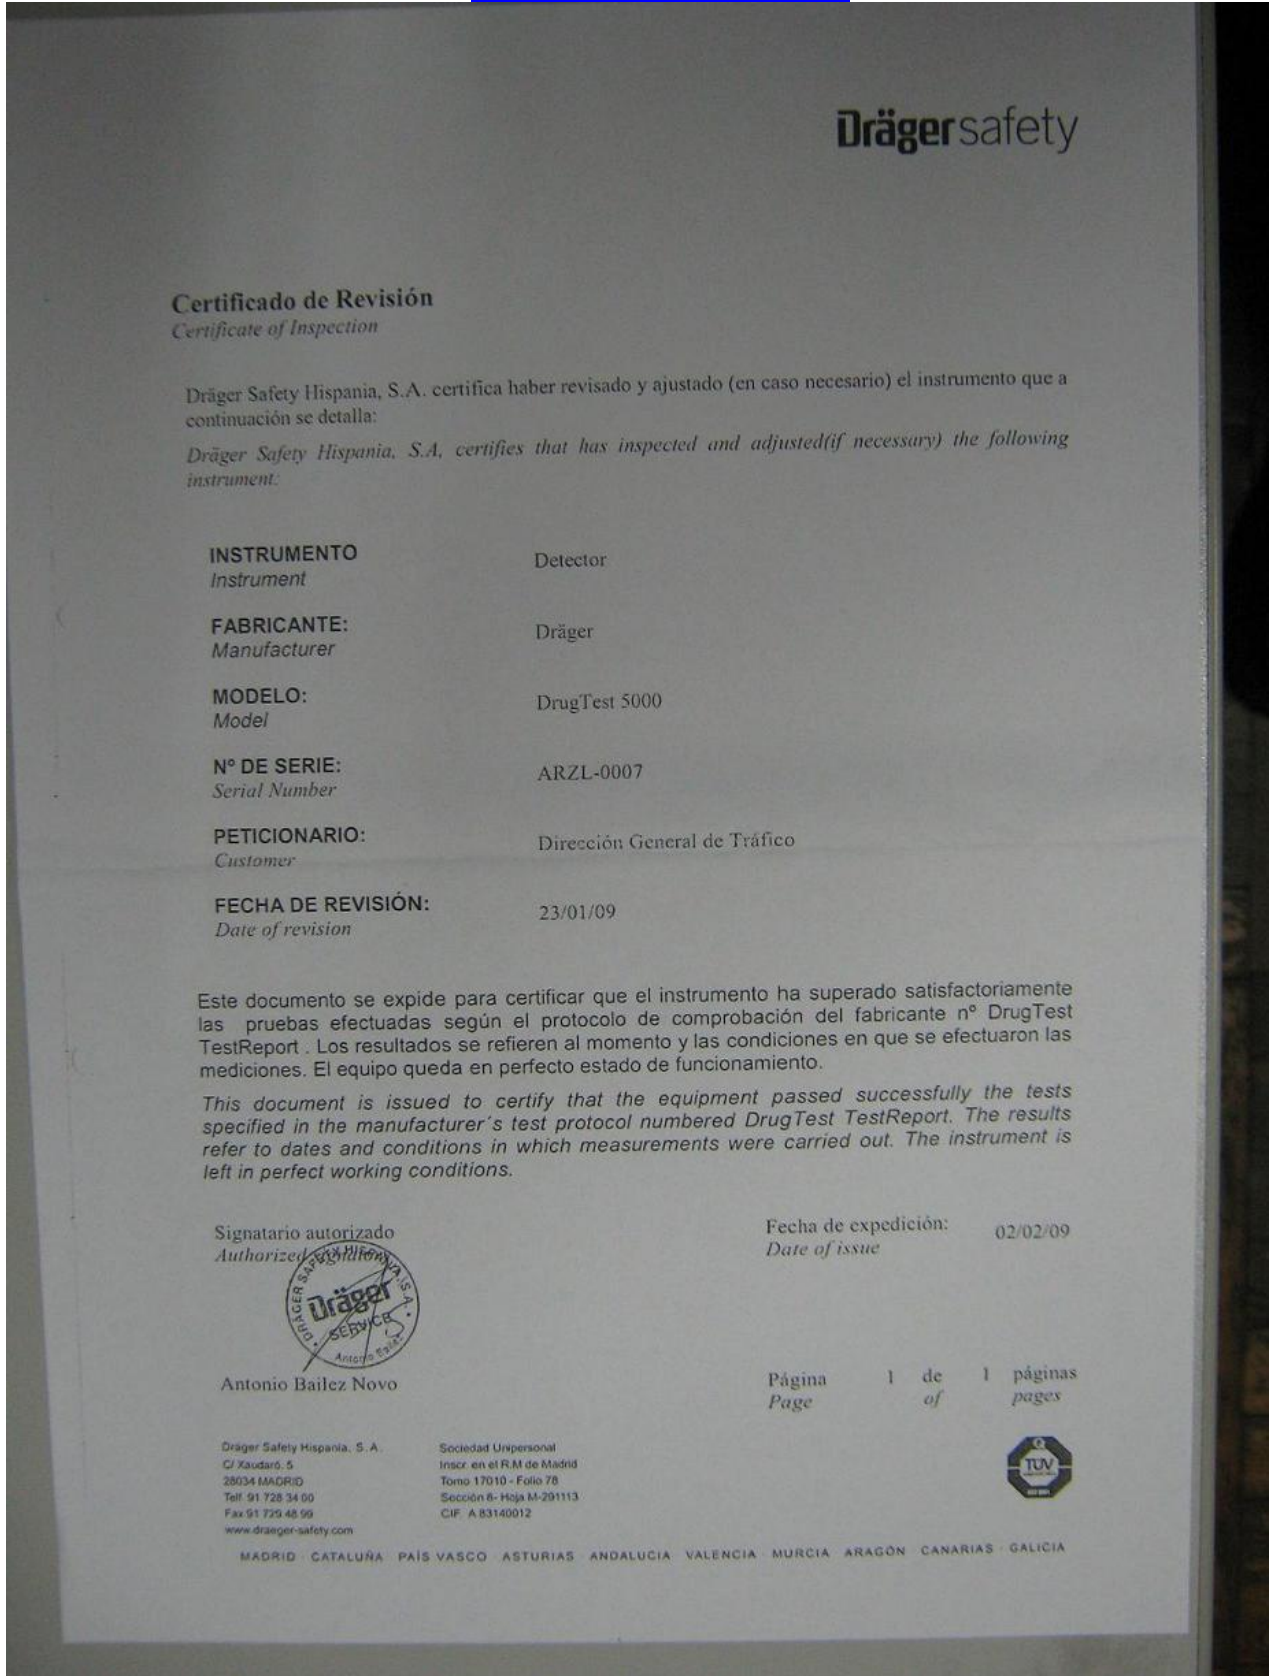 Drägersafety
Certificado de Revisión
Certificate of Inspection
Dräger Safety Hispania, S.A. certifica haber revisado y ajustado (en caso necesario) el instrumento que a
continuación se detalla:
Dräger Safety Hispania, S.A, certifies that has inspected and adjusted(if necessary) the following
instrument:
INSTRUMENTO Detector
Instrument
FABRICANTE: Dräger
Manufacturer
MODELO: DrugTest 5000
Model
Nº DE SERIE: ARZL-0007
Serial Number
PETICIONARIO: Dirección General de Tráfico
Customer
FECHA DE REVISIÓN: 23/01/09
Date of revision
Este documento se expide para certificar que el instrumento ha superado satisfactoriamente
las pruebas efectuadas según el protocolo de comprobación del fabricante nº DrugTest
TestReport . Los resultados se refieren al momento y las condiciones en que se efectuaron las
mediciones. El equipo queda en perfecto estado de funcionamiento.
This document is issued to certify that the equipment passed successfully the tests
specified in the manufacturer´s test protocol numbered DrugTest TestReport. The results
refer to dates and conditions in which measurements were carried out. The instrument is
left in perfect working conditions.
Signatario autorizado Fecha de expedición: 02/02/09
Authorized signatory Date of issue
DRÄGER SAFETY HISPANIA, S.A.
Dräger
SERVICE
Antonio Bailez
Antonio Bailez Novo Página 1 de 1 páginas
Page of pages
Dräger Safety Hispania, S.A. Sociedad Unipersonal
C/ Xaudaró, 5 Inscr. en el R.M de Madrid
28034 MADRID Tomo 17010 - Folio 78
Telf. 91 728 34 00 Sección 8- Hoja M-291113
Fax 91 729 48 99 CIF. A 83140012
www.draeger-safety.com
TÜV
MADRID · CATALUÑA · PAÍS VASCO · ASTURIAS · ANDALUCIA · VALENCIA · MURCIA · ARAGÓN · CANARIAS · GALICIA